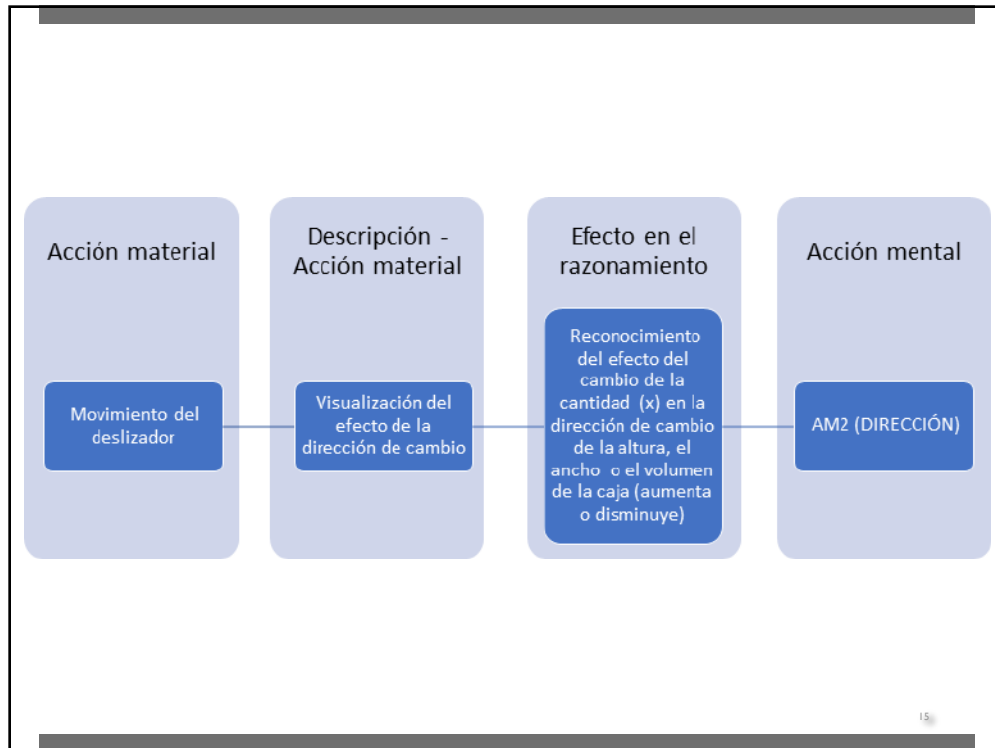 Acción material
Descripción -
Acción material
Efecto en el
razonamiento
Acción mental
Movimiento del
deslizador
Visualización del
efecto de la
dirección de cambio
Reconocimiento
del efecto del
cambio de la
cantidad (x) en la
dirección de cambio
de la altura, el
ancho o el volumen
de la caja (aumenta
o disminuye)
AM2 (DIRECCIÓN)
15